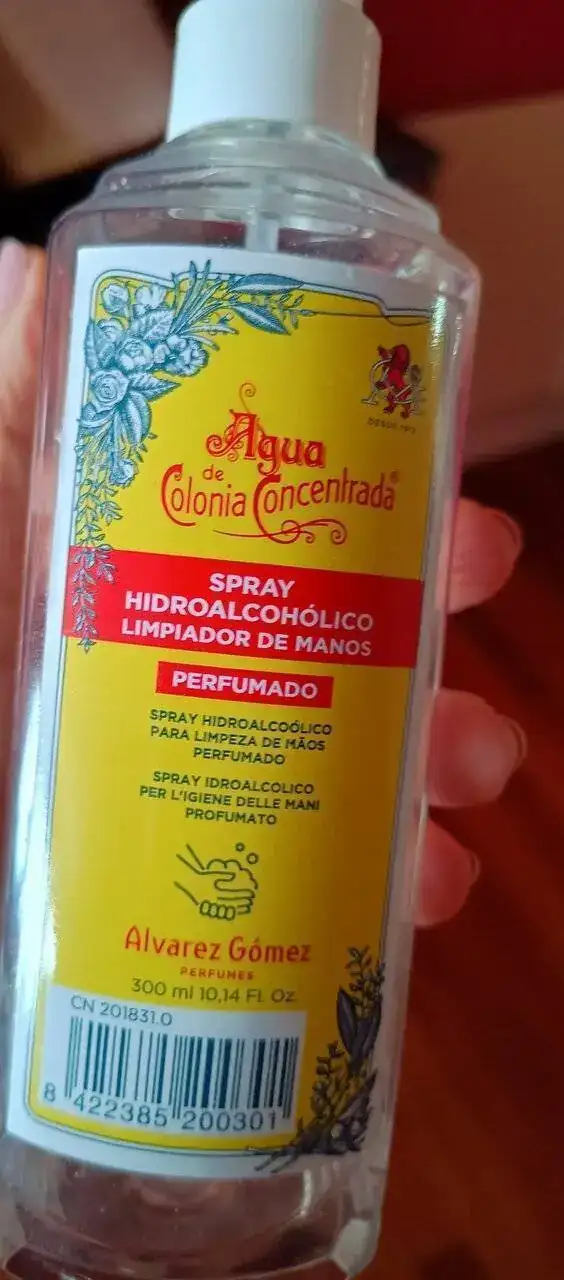 Agua
de
Colonia Concentrada®
SPRAY
HIDROALCOHÓLICO
LIMPIADOR DE MANOS
PERFUMADO
SPRAY HIDROALCOÓLICO
PARA LIMPEZA DE MÃOS
PERFUMADO
SPRAY IDROALCOLICO
PER L'IGIENE DELLE MANI
PROFUMATO
Alvarez Gómez
PERFUMES
300 ml 10,14 Fl. Oz.
CN 201831.0
8 422385 200301